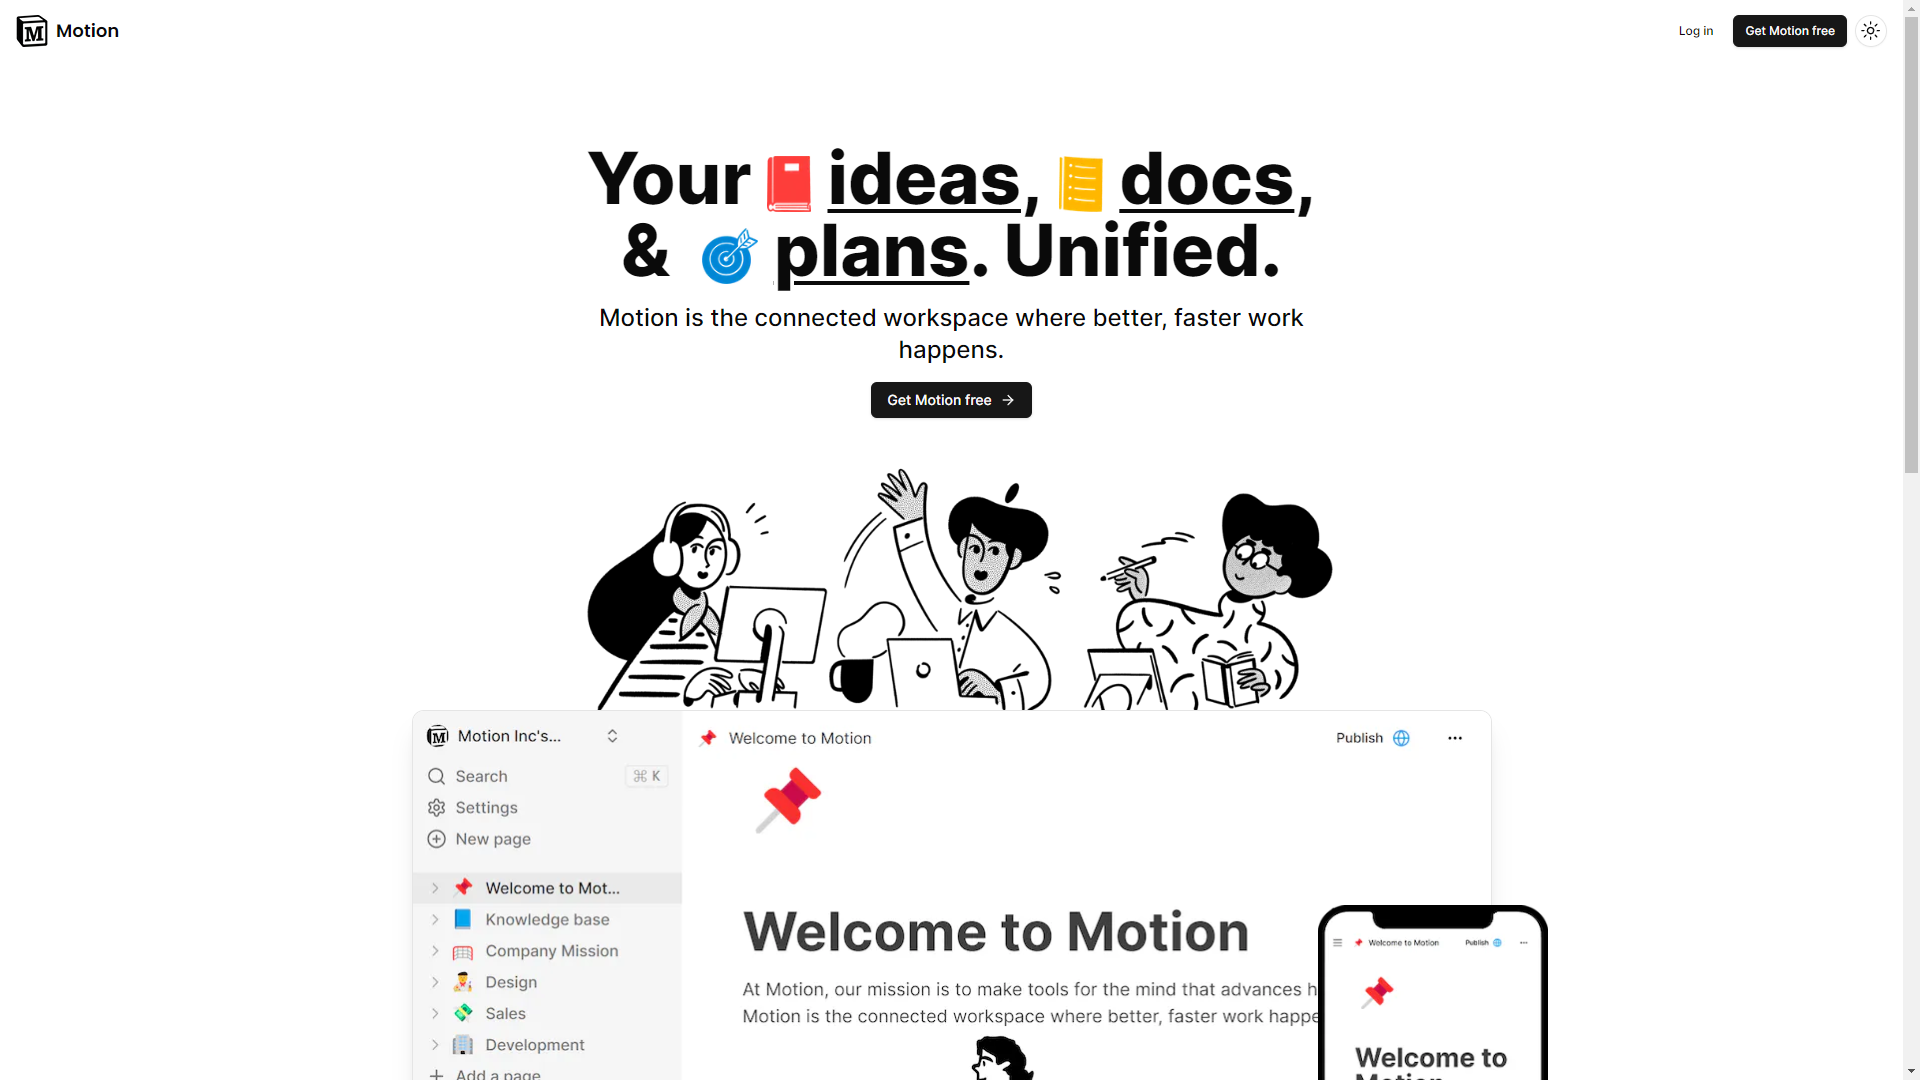 Motion
Log in
Get Motion free
Your ideas, docs,
& plans. Unified.
Motion is the connected workspace where better, faster work
happens.
Get Motion free
Motion Inc's...
Search
⌘ K
Settings
New page
Welcome to Mot...
Knowledge base
Company Mission
Design
Sales
Development
Add a page
Welcome to Motion
Publish
Welcome to Motion
At Motion, our mission is to make tools for the mind that advances h
Motion is the connected workspace where better, faster work happe
Welcome to Motion
Publish
Welcome to
Motion